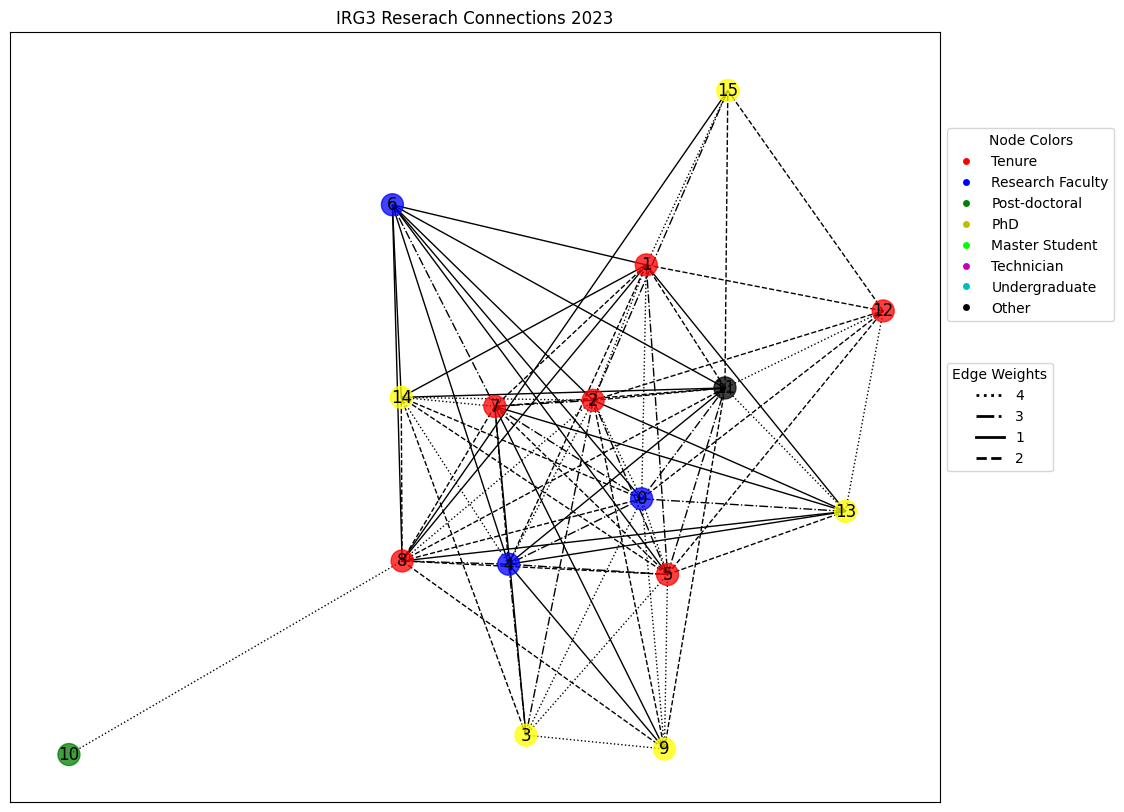 IRG3 Reserach Connections 2023
15
6
1
12
11
14
7
2
0
13
8
4
5
3
9
10
Node Colors
Tenure
Research Faculty
Post-doctoral
PhD
Master Student
Technician
Undergraduate
Other
Edge Weights
4
3
1
2